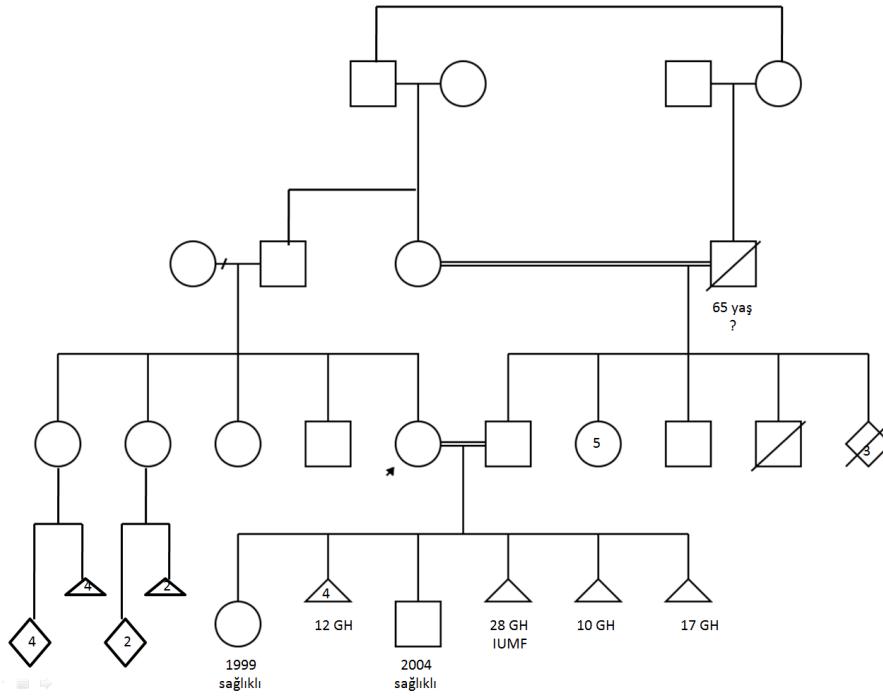 65 yaş
?
5
3
4
2
4
12 GH
28 GH
IUMF
10 GH
17 GH
4
2
1999
sağlıklı
2004
sağlıklı